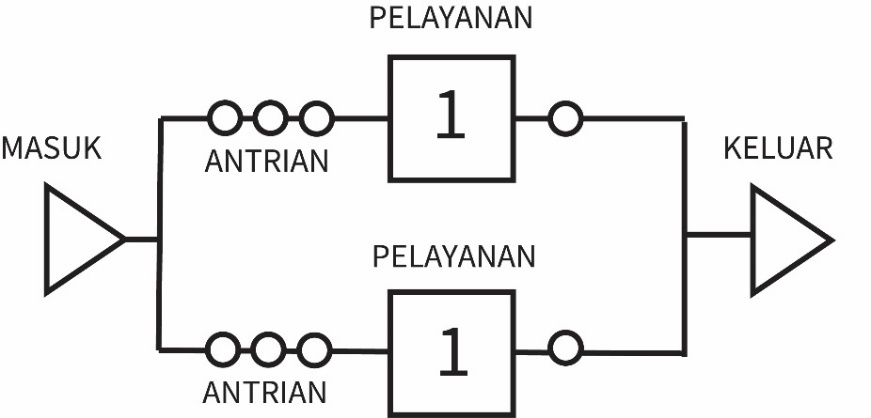 PELAYANAN
1
MASUK
ANTRIAN
KELUAR
PELAYANAN
1
ANTRIAN